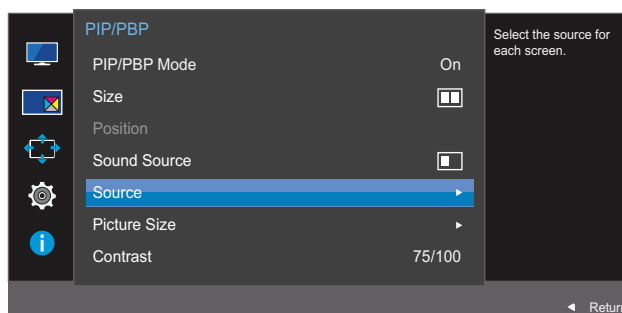 PIP/PBP
PIP/PBP Mode On
Size
Position
Sound Source
Source
Picture Size
Contrast 75/100
Select the source for
each screen.
Return